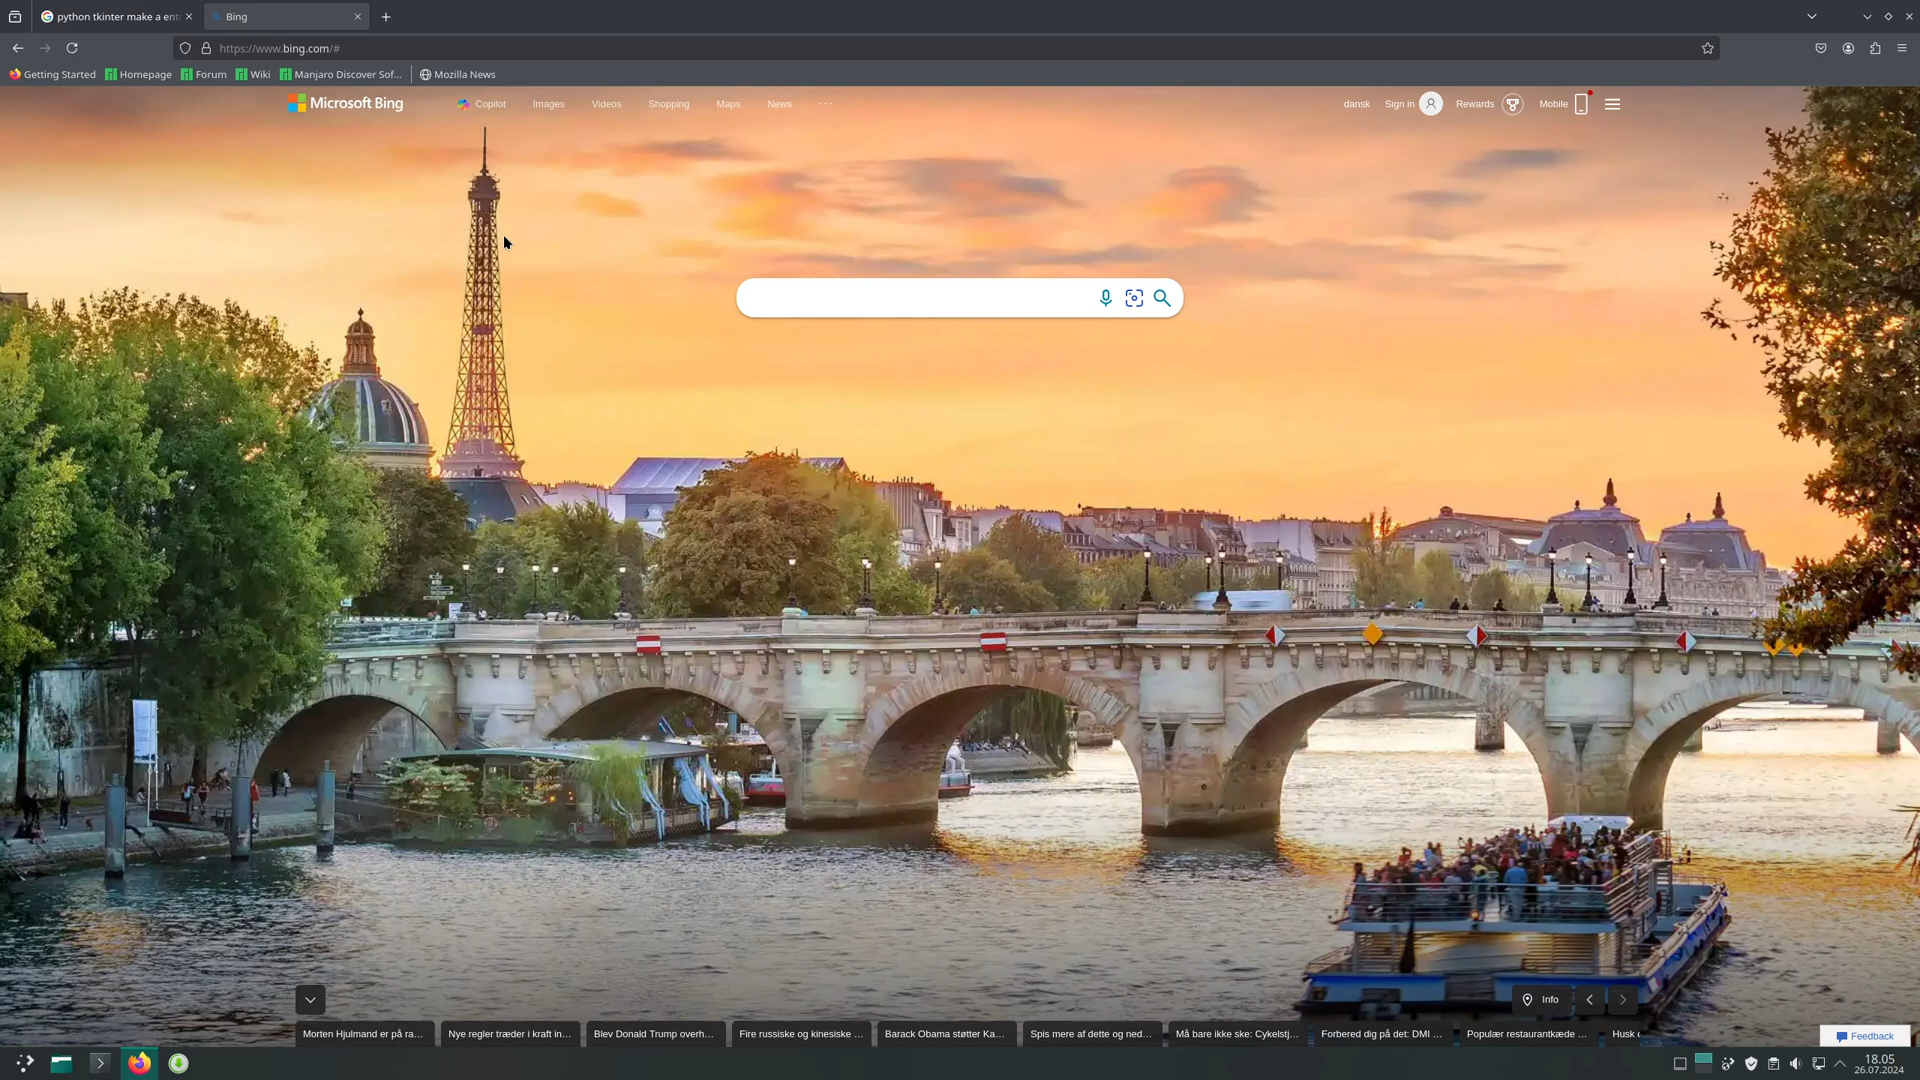 python tkinter make a ent
Bing
https://www.bing.com/#
Getting Started
Homepage
Forum
Wiki
Manjaro Discover Sof...
Mozilla News
Microsoft Bing
Copilot
Images
Videos
Shopping
Maps
News
dansk
Sign in
Rewards
Mobile
Info
Morten Hjulmand er på ra...
Nye regler træder i kraft in...
Blev Donald Trump overh...
Fire russiske og kinesiske ...
Barack Obama støtter Ka...
Spis mere af dette og ned...
Må bare ikke ske: Cykelstj...
Forbered dig på det: DMI ...
Populær restaurantkæde ...
Husk
Feedback
18.05
26.07.2024